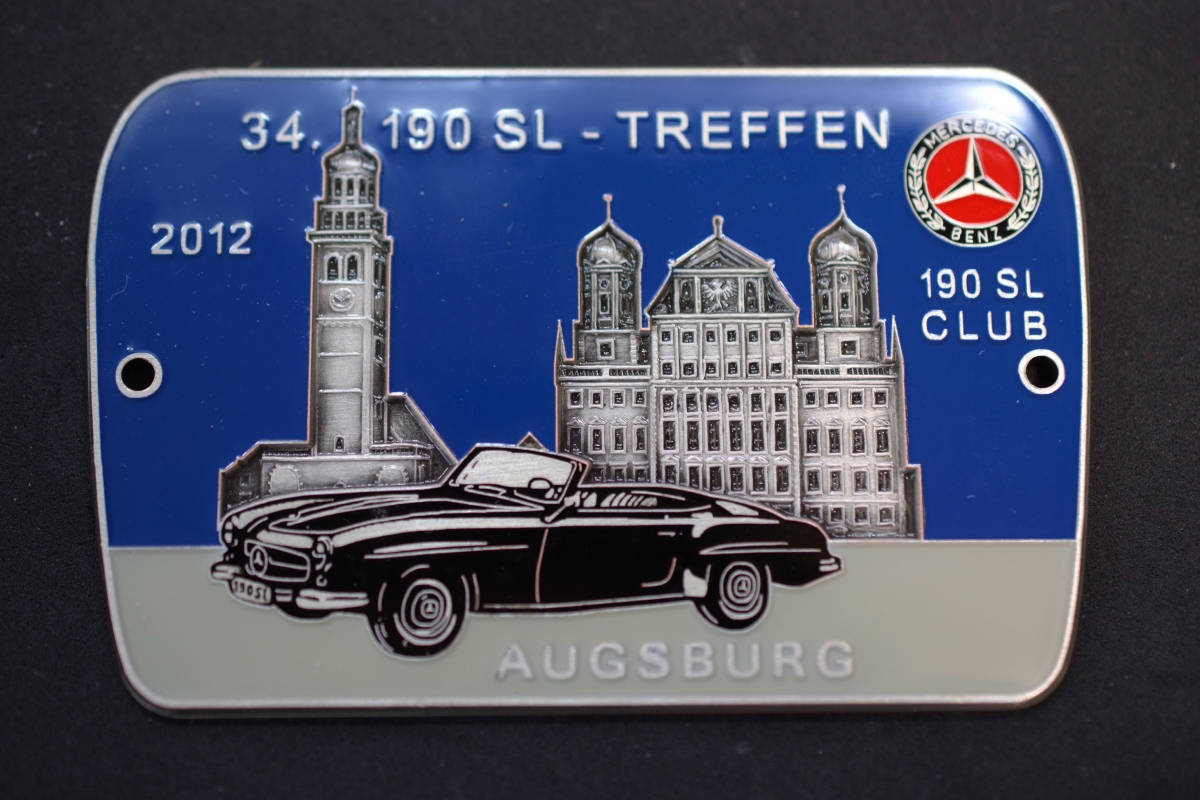 34. 190 SL - TREFFEN
2012
MERCEDES
BENZ
190 SL
CLUB
190SL
AUGSBURG